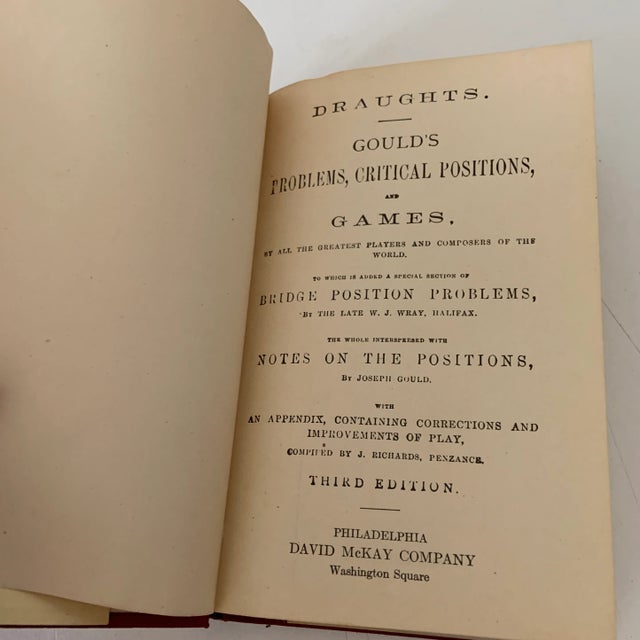 DRAUGHTS.
GOULD'S
PROBLEMS, CRITICAL POSITIONS,
AND
GAMES,
BY ALL THE GREATEST PLAYERS AND COMPOSERS OF THE
WORLD.
TO WHICH IS ADDED A SPECIAL SECTION OF
BRIDGE POSITION PROBLEMS,
BY THE LATE W. J. WRAY, HALIFAX.
THE WHOLE INTERSPERSED WITH
NOTES ON THE POSITIONS,
BY JOSEPH GOULD.
WITH
AN APPENDIX, CONTAINING CORRECTIONS AND
IMPROVEMENTS OF PLAY,
COMPILED BY J. RICHARDS, PENZANCE.
THIRD EDITION.
PHILADELPHIA
DAVID McKAY COMPANY
Washington Square